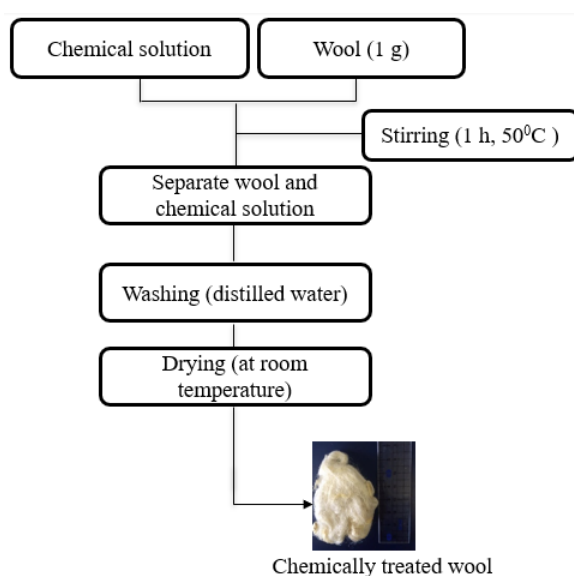 Chemical solution
Wool (1 g)
Stirring (1 h, 50⁰C )
Separate wool and
chemical solution
Washing (distilled water)
Drying (at room
temperature)
Chemically treated wool